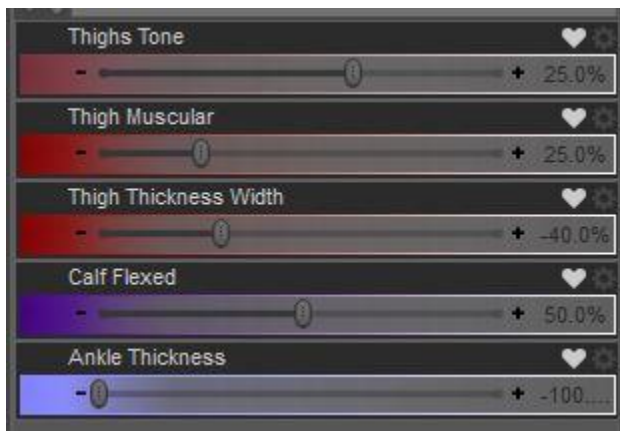 Thighs Tone
- + 25.0%
Thigh Muscular
- + 25.0%
Thigh Thickness Width
- + -40.0%
Calf Flexed
- + 50.0%
Ankle Thickness
- + -100....